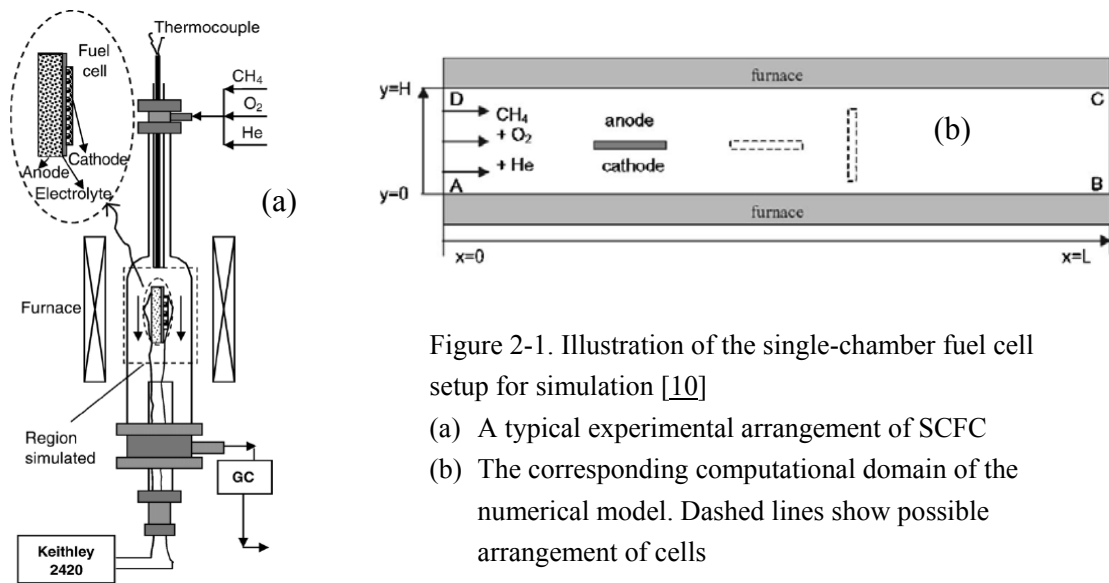 Thermocouple
Fuel
cell
CH4
O2
He
Cathode
Anode
Electrolyte
(a)
Furnace
Region
simulated
GC
Keithley
2420
furnace
y=H
D
C
CH4
+ O2
+ He
anode
cathode
(b)
y=0
A
B
furnace
x=0
x=L
Figure 2-1. Illustration of the single-chamber fuel cell
setup for simulation [10]
(a) A typical experimental arrangement of SCFC
(b) The corresponding computational domain of the
numerical model. Dashed lines show possible
arrangement of cells